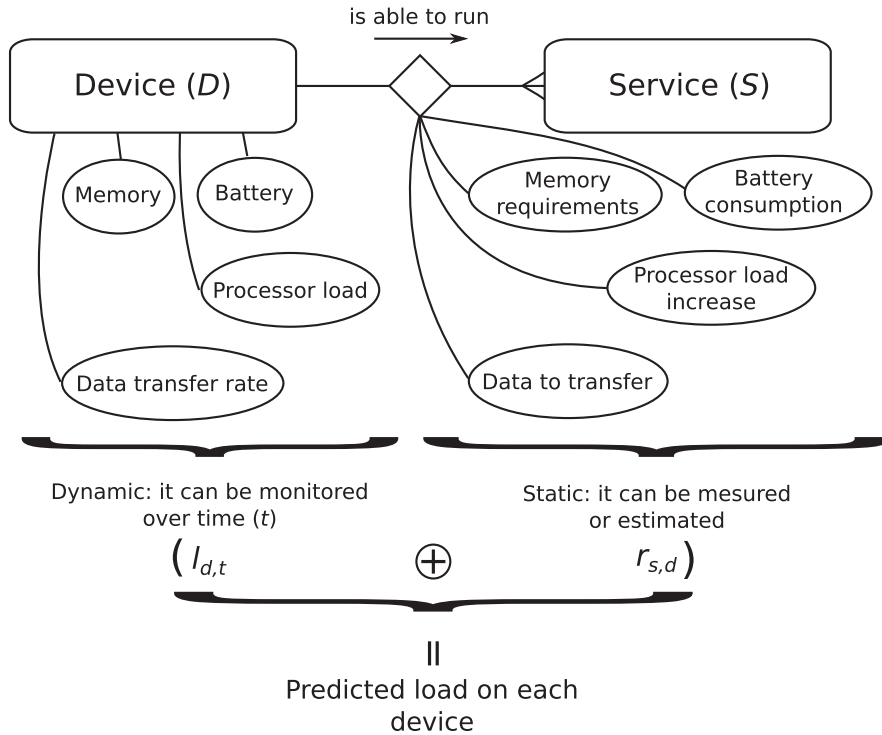 is able to run
Device (D)
Service (S)
Memory
Battery
Memory
requirements
Battery
consumption
Processor load
Processor load
increase
Data transfer rate
Data to transfer
Dynamic: it can be monitored
over time (t)
Static: it can be mesured
or estimated
( l_{d,t} ⊕ r_{s,d} )
=
Predicted load on each
device